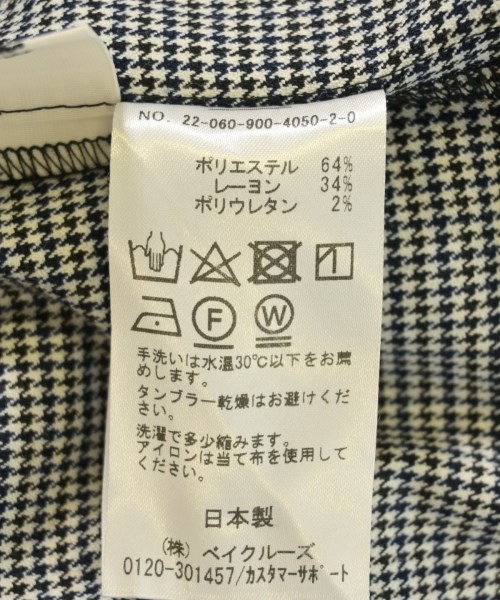 NO. 22-060-900-4050-2-0
ポリエステル 64%
レーヨン 34%
ポリウレタン 2%
F W
手洗いは水温30℃以下をお薦
めします。
タンブラー乾燥はお避けくだ
さい。
洗濯で多少縮みます。
アイロンは当て布を使用して
ください。
日本製
(株) ベイクルーズ
0120-301457/カスタマーサポート